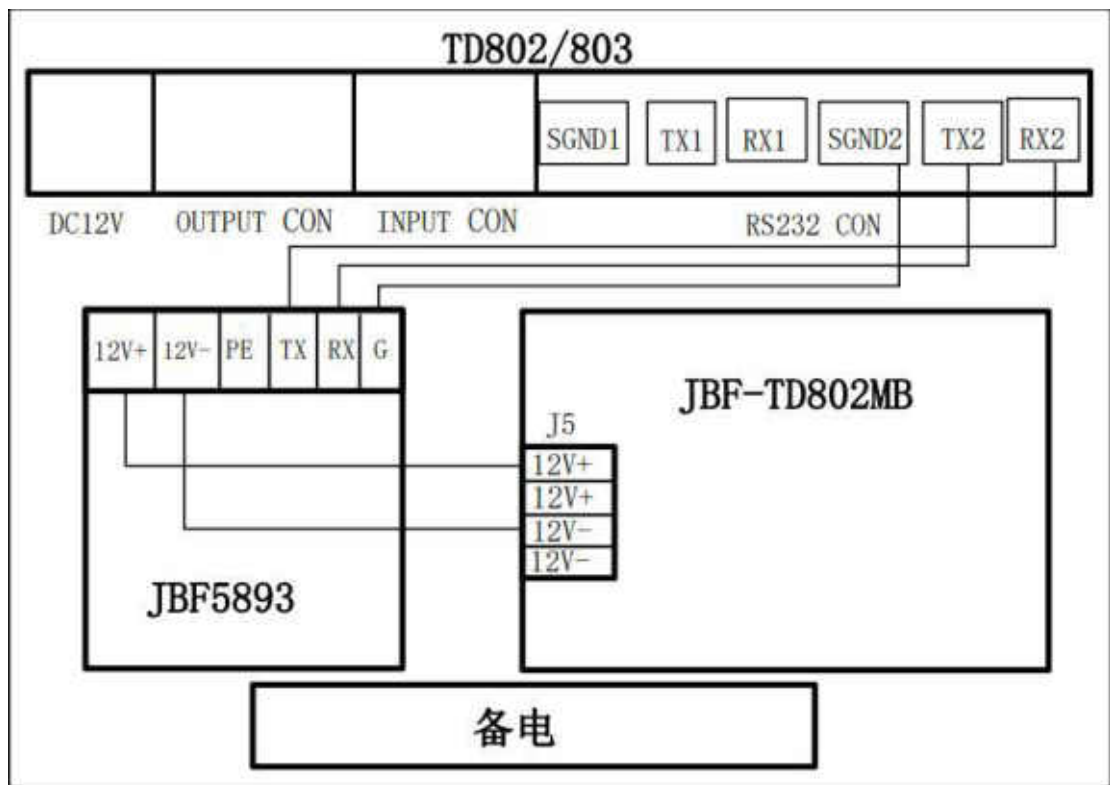 TD802/803
SGND1 TX1 RX1 SGND2 TX2 RX2
DC12V OUTPUT CON INPUT CON RS232 CON
12V+ 12V- PE TX RX G
JBF-TD802MB
J5
12V+
12V+
12V-
12V-
JBF5893
备电